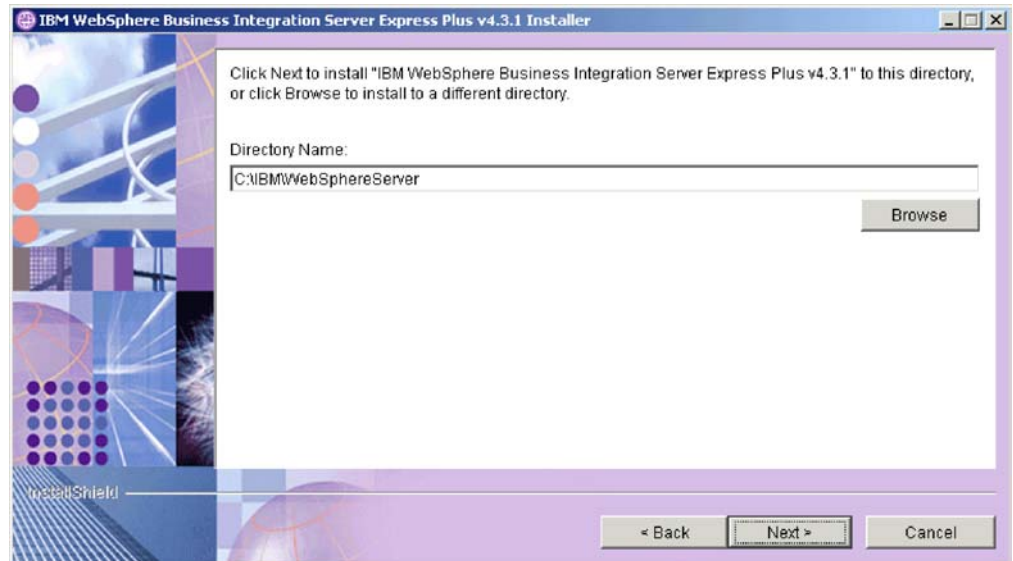 IBM WebSphere Business Integration Server Express Plus v4.3.1 Installer
Click Next to install "IBM WebSphere Business Integration Server Express Plus v4.3.1" to this directory,
or click Browse to install to a different directory.
Directory Name:
C:\IBM\WebSphereServer
Browse
InstallShield
< Back
Next >
Cancel